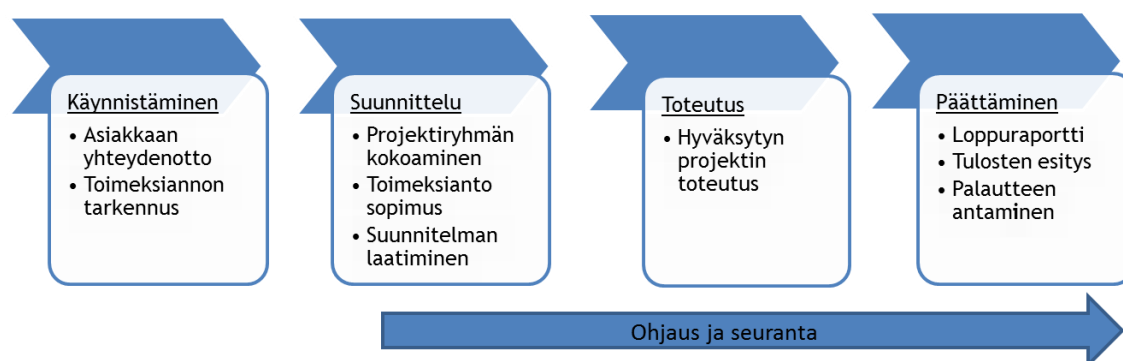 Käynnistäminen
• Asiakkaan
yhteydenotto
• Toimeksiannon
tarkennus
Suunnittelu
• Projektiryhmän
kokoaminen
• Toimeksianto
sopimus
• Suunnitelman
laatiminen
Toteutus
• Hyväksytyn
projektin
toteutus
Päättäminen
• Loppuraportti
• Tulosten esitys
• Palautteen
antaminen
Ohjaus ja seuranta